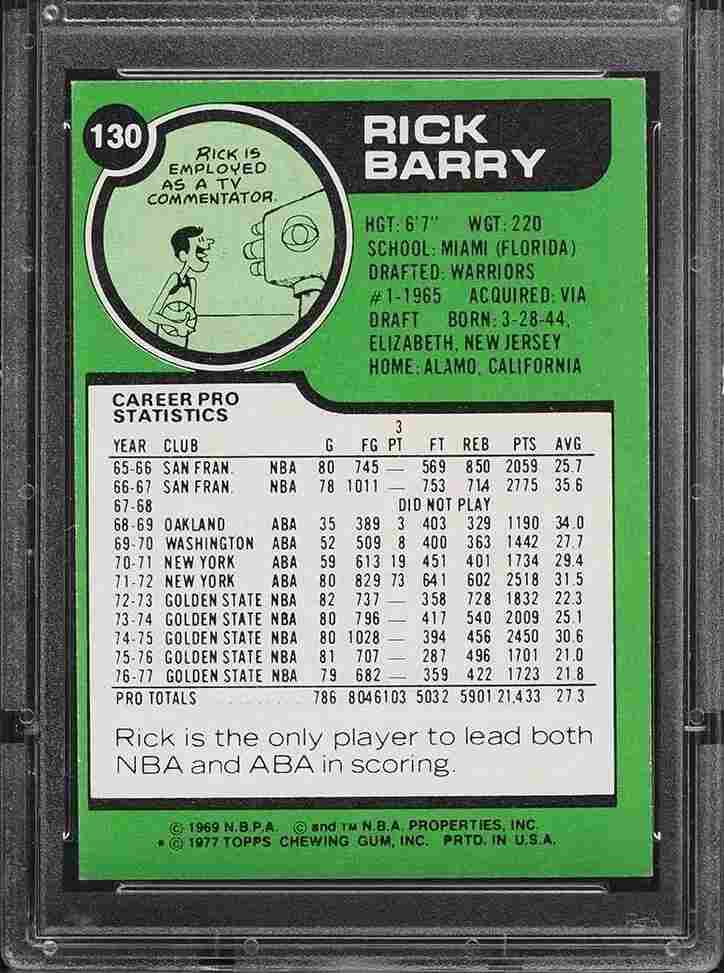 130
RICK IS
EMPLOYED
AS A TV
COMMENTATOR.
RICK
BARRY
HGT: 6'7" WGT: 220
SCHOOL: MIAMI (FLORIDA)
DRAFTED: WARRIORS
#1-1965 ACQUIRED: VIA
DRAFT BORN: 3-28-44,
ELIZABETH, NEW JERSEY
HOME: ALAMO, CALIFORNIA
CAREER PRO
STATISTICS
3
YEAR CLUB G FG PT FT REB PTS AVG
65-66 SAN FRAN. NBA 80 745 — 569 850 2059 25.7
66-67 SAN FRAN. NBA 78 1011 — 753 714 2775 35.6
67-68 DID NOT PLAY
68-69 OAKLAND ABA 35 389 3 403 329 1190 34.0
69-70 WASHINGTON ABA 52 509 8 400 363 1442 27.7
70-71 NEW YORK ABA 59 613 19 451 401 1734 29.4
71-72 NEW YORK ABA 80 829 73 641 602 2518 31.5
72-73 GOLDEN STATE NBA 82 737 — 358 728 1832 22.3
73-74 GOLDEN STATE NBA 80 796 — 417 540 2009 25.1
74-75 GOLDEN STATE NBA 80 1028 — 394 456 2450 30.6
75-76 GOLDEN STATE NBA 81 707 — 287 496 1701 21.0
76-77 GOLDEN STATE NBA 79 682 — 359 422 1723 21.8
PRO TOTALS .......... 786 8046 103 5032 5901 21,433 27.3
Rick is the only player to lead both
NBA and ABA in scoring.
© 1969 N.B.P.A. © and TM N.B.A. PROPERTIES, INC.
* © 1977 TOPPS CHEWING GUM, INC. PRTD. IN U.S.A.